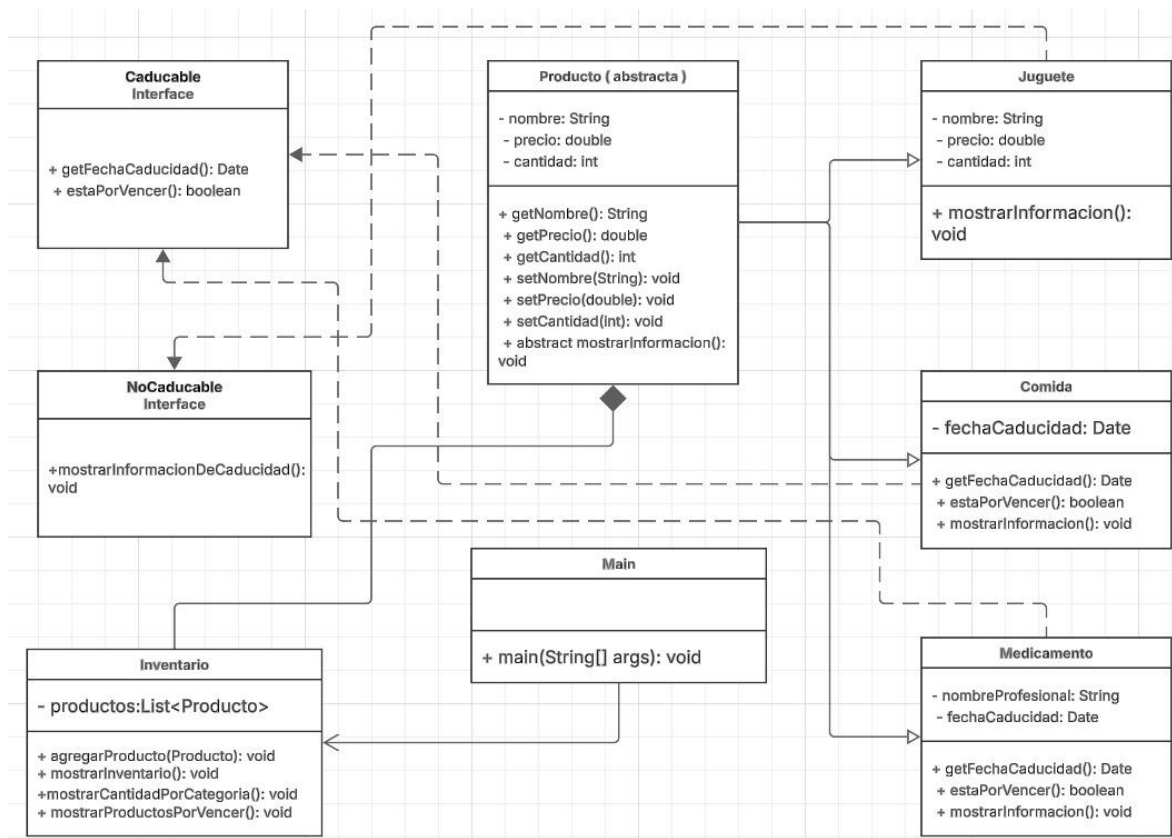 Caducable
Interface
+ getFechaCaducidad(): Date
+ estaPorVencer(): boolean
Producto ( abstracta )
- nombre: String
- precio: double
- cantidad: int
+ getNombre(): String
+ getPrecio(): double
+ getCantidad(): int
+ setNombre(String): void
+ setPrecio(double): void
+ setCantidad(int): void
+ abstract mostrarInformacion():
void
Juguete
- nombre: String
- precio: double
- cantidad: int
+ mostrarInformacion():
void
NoCaducable
Interface
+mostrarInformacionDeCaducidad():
void
Comida
- fechaCaducidad: Date
+ getFechaCaducidad(): Date
+ estaPorVencer(): boolean
+ mostrarInformacion(): void
Main
+ main(String[] args): void
Inventario
- productos:List<Producto>
+ agregarProducto(Producto): void
+ mostrarInventario(): void
+mostrarCantidadPorCategoria(): void
+ mostrarProductosPorVencer(): void
Medicamento
- nombreProfesional: String
- fechaCaducidad: Date
+ getFechaCaducidad(): Date
+ estaPorVencer(): boolean
+ mostrarInformacion(): void